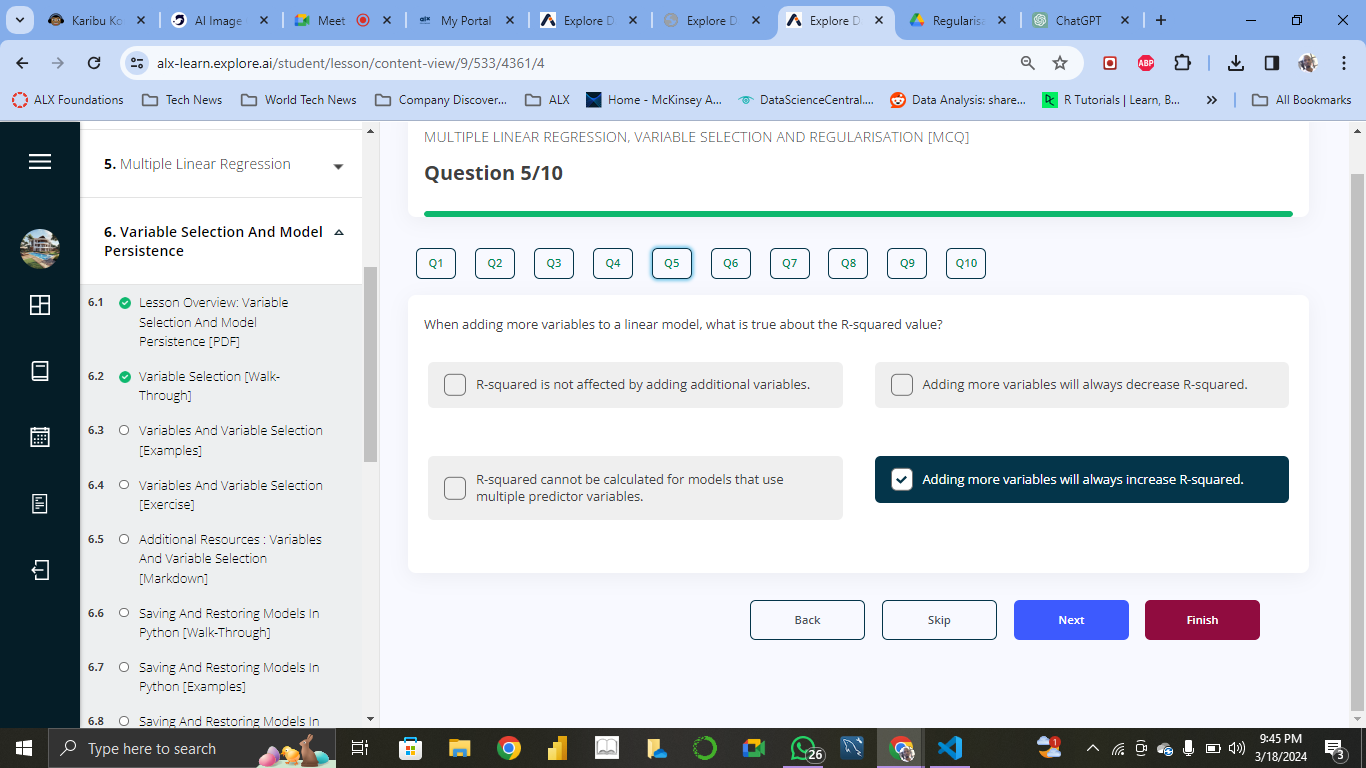 Karibu Ko
AI Image
Meet
My Portal
Explore D
Explore D
Explore D
Regularisa
ChatGPT
alx-learn.explore.ai/student/lesson/content-view/9/533/4361/4
ABP
ALX Foundations
Tech News
World Tech News
Company Discover...
ALX
Home - McKinsey A...
DataScienceCentral....
Data Analysis: share...
R Tutorials | Learn, B...
»
All Bookmarks
5. Multiple Linear Regression
6. Variable Selection And Model
Persistence
6.1 Lesson Overview: Variable
Selection And Model
Persistence [PDF]
6.2 Variable Selection [Walk-
Through]
6.3 Variables And Variable Selection
[Examples]
6.4 Variables And Variable Selection
[Exercise]
6.5 Additional Resources : Variables
And Variable Selection
[Markdown]
6.6 Saving And Restoring Models In
Python [Walk-Through]
6.7 Saving And Restoring Models In
Python [Examples]
6.8 Saving And Restoring Models In
MULTIPLE LINEAR REGRESSION, VARIABLE SELECTION AND REGULARISATION [MCQ]
Question 5/10
Q1 Q2 Q3 Q4 Q5 Q6 Q7 Q8 Q9 Q10
When adding more variables to a linear model, what is true about the R-squared value?
R-squared is not affected by adding additional variables.
Adding more variables will always decrease R-squared.
R-squared cannot be calculated for models that use
multiple predictor variables.
Adding more variables will always increase R-squared.
Back
Skip
Next
Finish
Type here to search
26
1
9:45 PM
3/18/2024
3